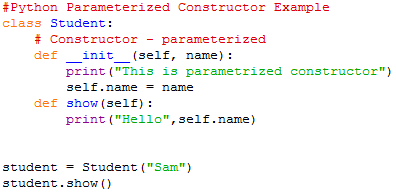 #Python Parameterized Constructor Example
class Student:
    # Constructor - parameterized
    def __init__(self, name):
        print("This is parametrized constructor")
        self.name = name
    def show(self):
        print("Hello",self.name)
student = Student("Sam")
student.show()